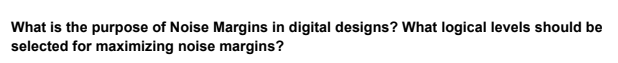 What is the purpose of Noise Margins in digital designs? What logical levels should be
selected for maximizing noise margins?